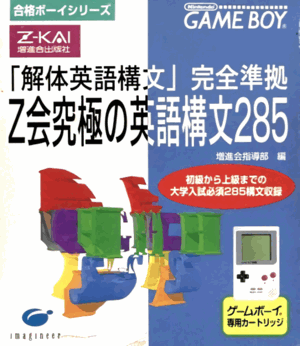 合格ボーイシリーズ
Nintendo
GAME BOY
Z-KAI
増進会出版社
「解体英語構文」完全準拠
Z会究極の英語構文285
増進会指導部 編
初級から上級までの
大学入試必須285構文収録
ゲームボーイ
専用カートリッジ
imagineer